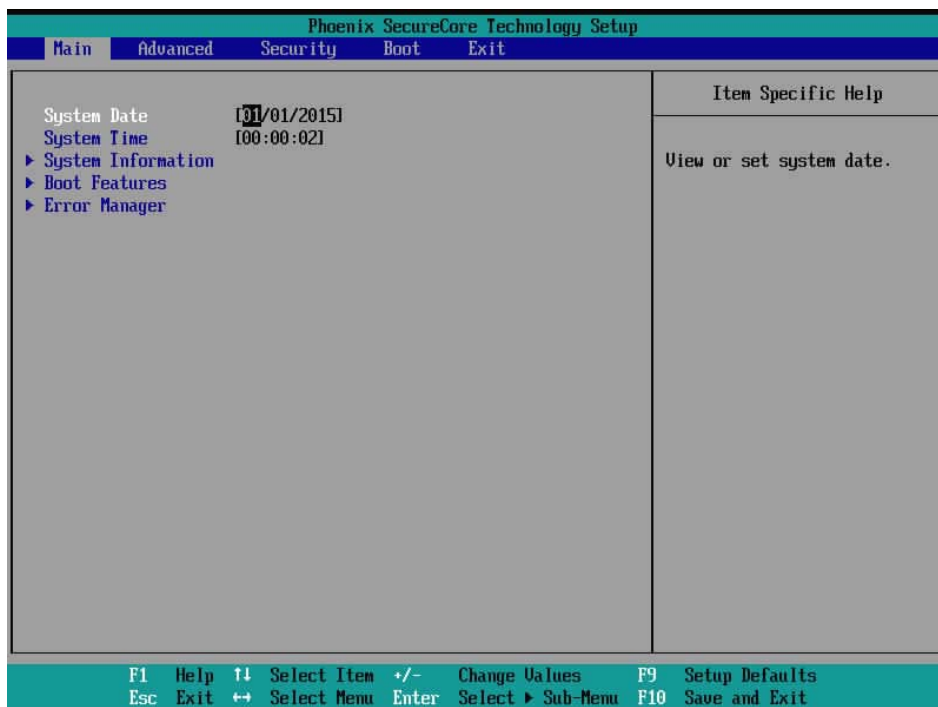 Phoenix SecureCore Technology Setup
Main Advanced Security Boot Exit
Item Specific Help
System Date [01/01/2015]
System Time [00:00:02]
View or set system date.
▶ System Information
▶ Boot Features
▶ Error Manager
F1 Help ↑↓ Select Item +/- Change Values F9 Setup Defaults
Esc Exit ↔ Select Menu Enter Select ▶ Sub-Menu F10 Save and Exit